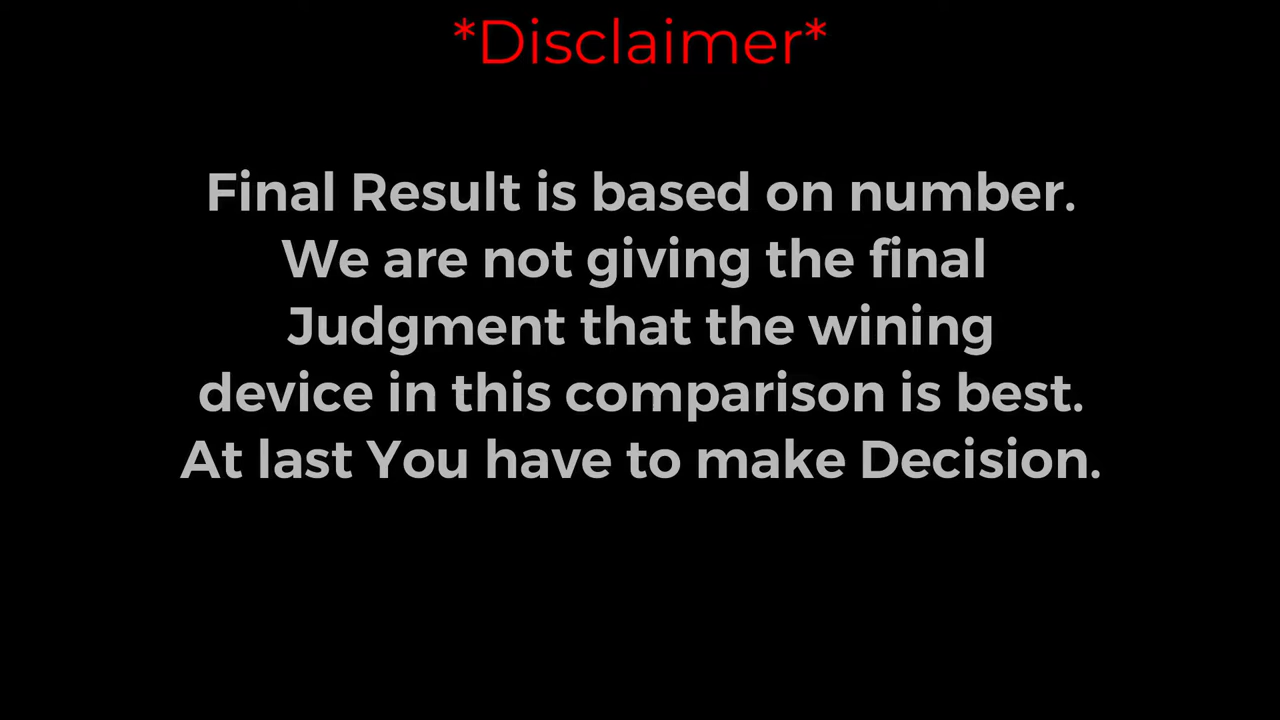 *Disclaimer*
Final Result is based on number.
We are not giving the final
Judgment that the wining
device in this comparison is best.
At last You have to make Decision.